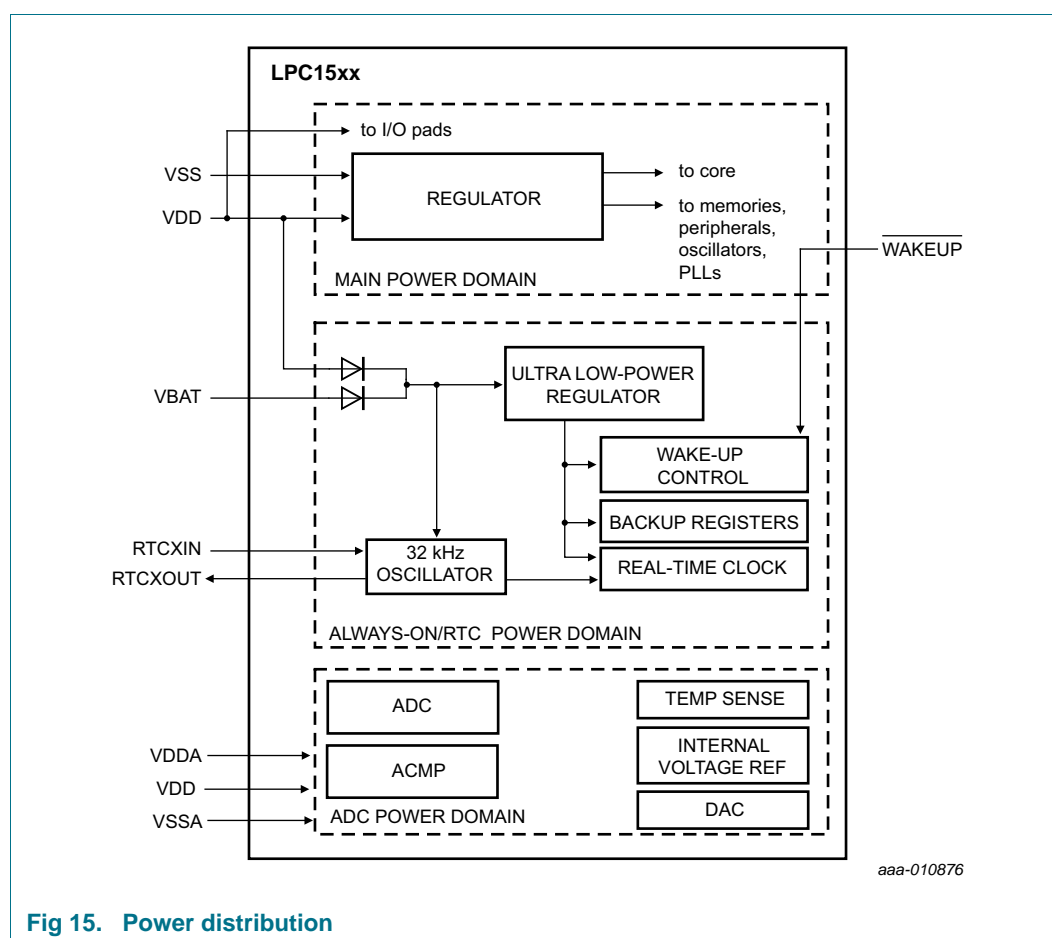 LPC15xx
to I/O pads
VSS
VDD
REGULATOR
to core
to memories,
peripherals,
oscillators,
PLLs
WAKEUP
MAIN POWER DOMAIN
VBAT
ULTRA LOW-POWER
REGULATOR
WAKE-UP
CONTROL
BACKUP REGISTERS
REAL-TIME CLOCK
RTCXIN
RTCXOUT
32 kHz
OSCILLATOR
ALWAYS-ON/RTC POWER DOMAIN
ADC
TEMP SENSE
VDDA
VDD
VSSA
ACMP
INTERNAL
VOLTAGE REF
DAC
ADC POWER DOMAIN
aaa-010876
Fig 15. Power distribution